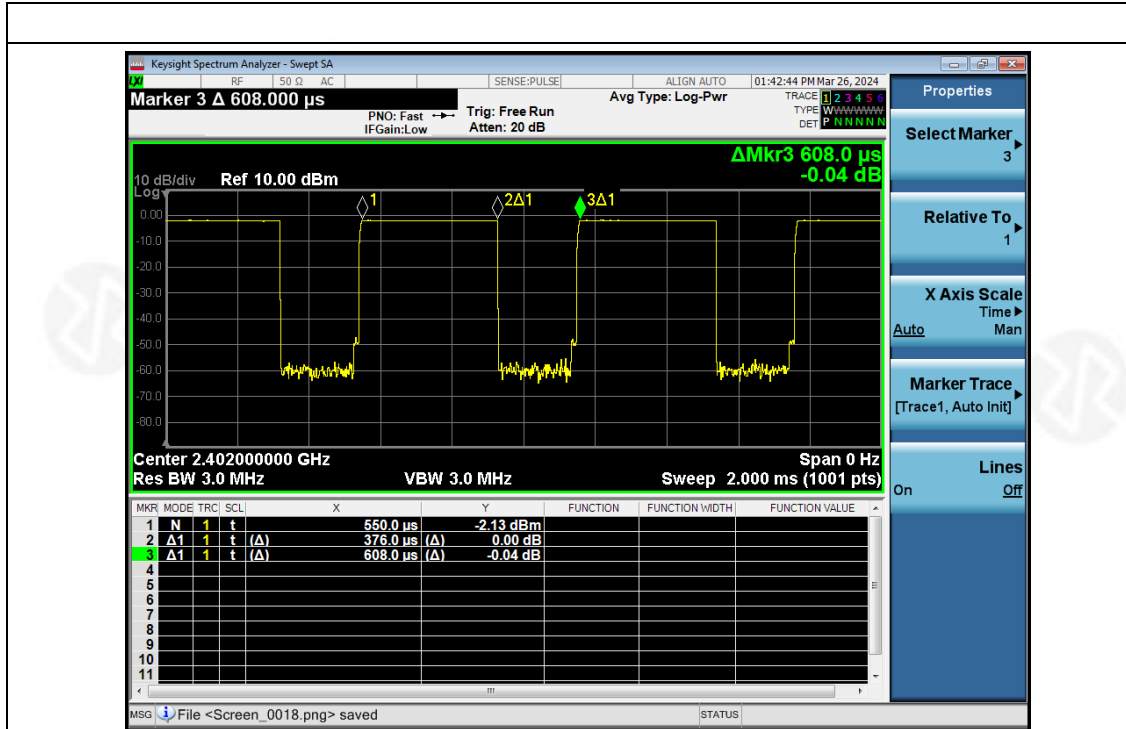 Keysight Spectrum Analyzer - Swept SA
LXI RF 50 Ω AC SENSE:PULSE ALIGN AUTO 01:42:44 PM Mar 26, 2024
Marker 3 Δ 608.000 µs
PNO: Fast
IFGain:Low
Trig: Free Run
Atten: 20 dB
Avg Type: Log-Pwr
TRACE 1 2 3 4 5 6
TYPE WWWWWW
DET P N N N N N
ΔMkr3 608.0 µs
-0.04 dB
10 dB/div Ref 10.00 dBm
Log
1 2Δ1 3Δ1
0.00
-10.0
-20.0
-30.0
-40.0
-50.0
-60.0
-70.0
-80.0
Center 2.402000000 GHz Span 0 Hz
Res BW 3.0 MHz VBW 3.0 MHz Sweep 2.000 ms (1001 pts)
MKR MODE TRC SCL X Y FUNCTION FUNCTION WIDTH FUNCTION VALUE
1 N 1 t 550.0 µs -2.13 dBm
2 Δ1 1 t (Δ) 376.0 µs (Δ) 0.00 dB
3 Δ1 1 t (Δ) 608.0 µs (Δ) -0.04 dB
4
5
6
7
8
9
10
11
MSG File <Screen_0018.png> saved STATUS
Properties
Select Marker
3
Relative To
1
X Axis Scale
Time
Auto Man
Marker Trace
[Trace1, Auto Init]
Lines
On Off